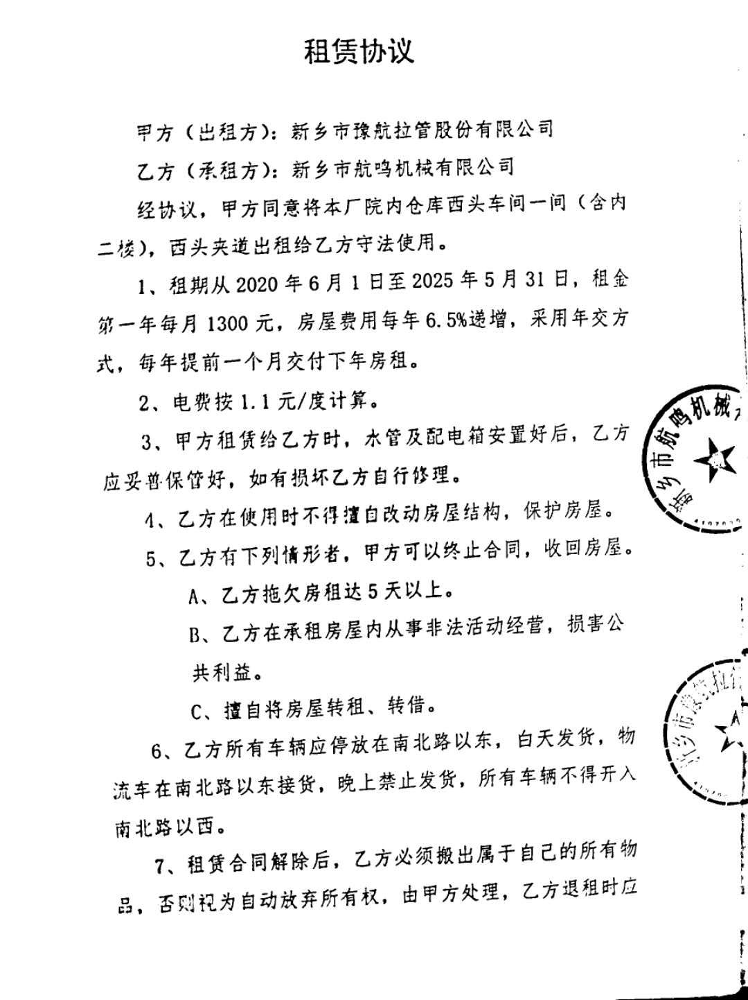 租赁协议
甲方（出租方）：新乡市豫航拉管股份有限公司
乙方（承租方）：新乡市航鸣机械有限公司
经协议，甲方同意将本厂院内仓库西头车间一间（含内
二楼），西头夹道出租给乙方守法使用。
1、租期从 2020 年 6 月 1 日至 2025 年 5 月 31 日，租金
第一年每月 1300 元，房屋费用每年 6.5%递增，采用年交方
式，每年提前一个月交付下年房租。
2、电费按 1.1 元/度计算。
3、甲方租赁给乙方时，水管及配电箱安置好后，乙方
应妥善保管好，如有损坏乙方自行修理。
4、乙方在使用时不得擅自改动房屋结构，保护房屋。
5、乙方有下列情形者，甲方可以终止合同，收回房屋。
A、乙方拖欠房租达 5 天以上。
B、乙方在承租房屋内从事非法活动经营，损害公
共利益。
C、擅自将房屋转租、转借。
6、乙方所有车辆应停放在南北路以东，白天发货，物
流车在南北路以东接货，晚上禁止发货，所有车辆不得开入
南北路以西。
7、租赁合同解除后，乙方必须搬出属于自己的所有物
品，否则视为自动放弃所有权，由甲方处理，乙方退租时应
新乡市航鸣机械
乡市豫航拉